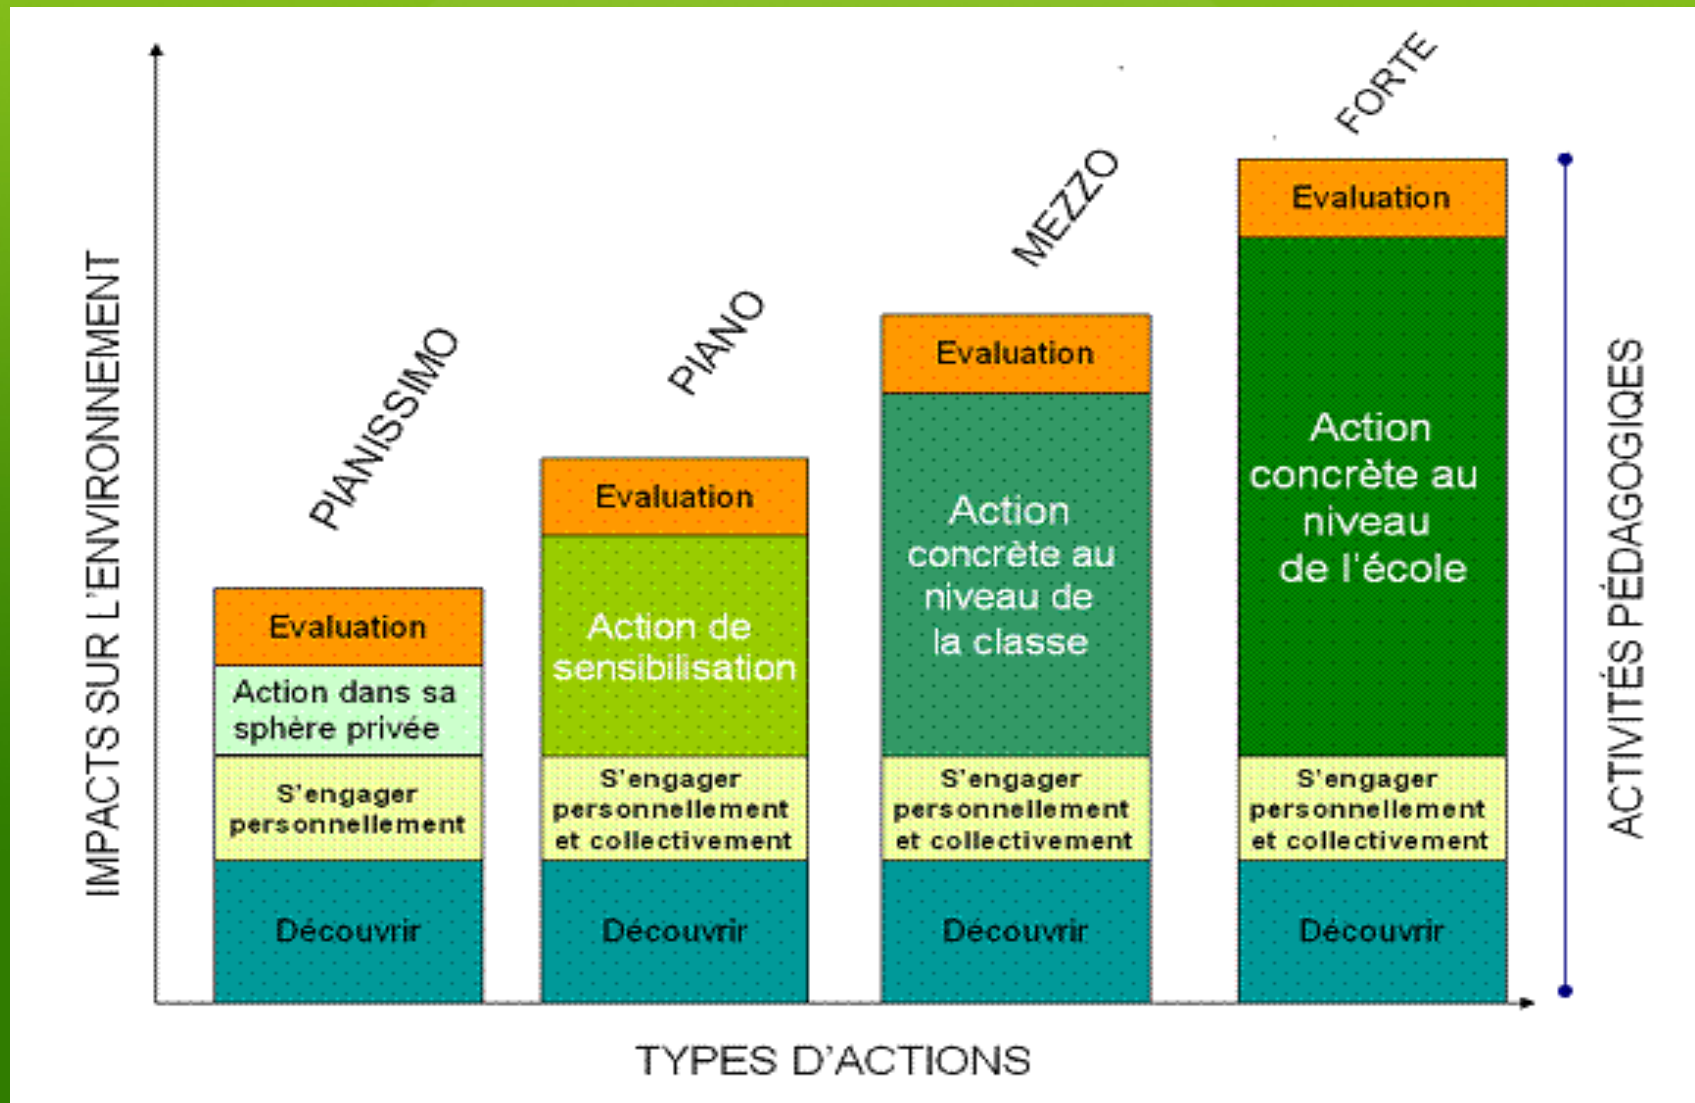 IMPACTS SUR L'ENVIRONNEMENT
PIANISSIMO
Evaluation
Action dans sa
sphère privée
S'engager
personnellement
Découvrir
PIANO
Evaluation
Action de
sensibilisation
S'engager
personnellement
et collectivement
Découvrir
MEZZO
Evaluation
Action
concrète au
niveau de
la classe
S'engager
personnellement
et collectivement
Découvrir
FORTE
Evaluation
Action
concrète au
niveau
de l'école
S'engager
personnellement
et collectivement
Découvrir
ACTIVITÉS PÉDAGOGIQES
TYPES D'ACTIONS